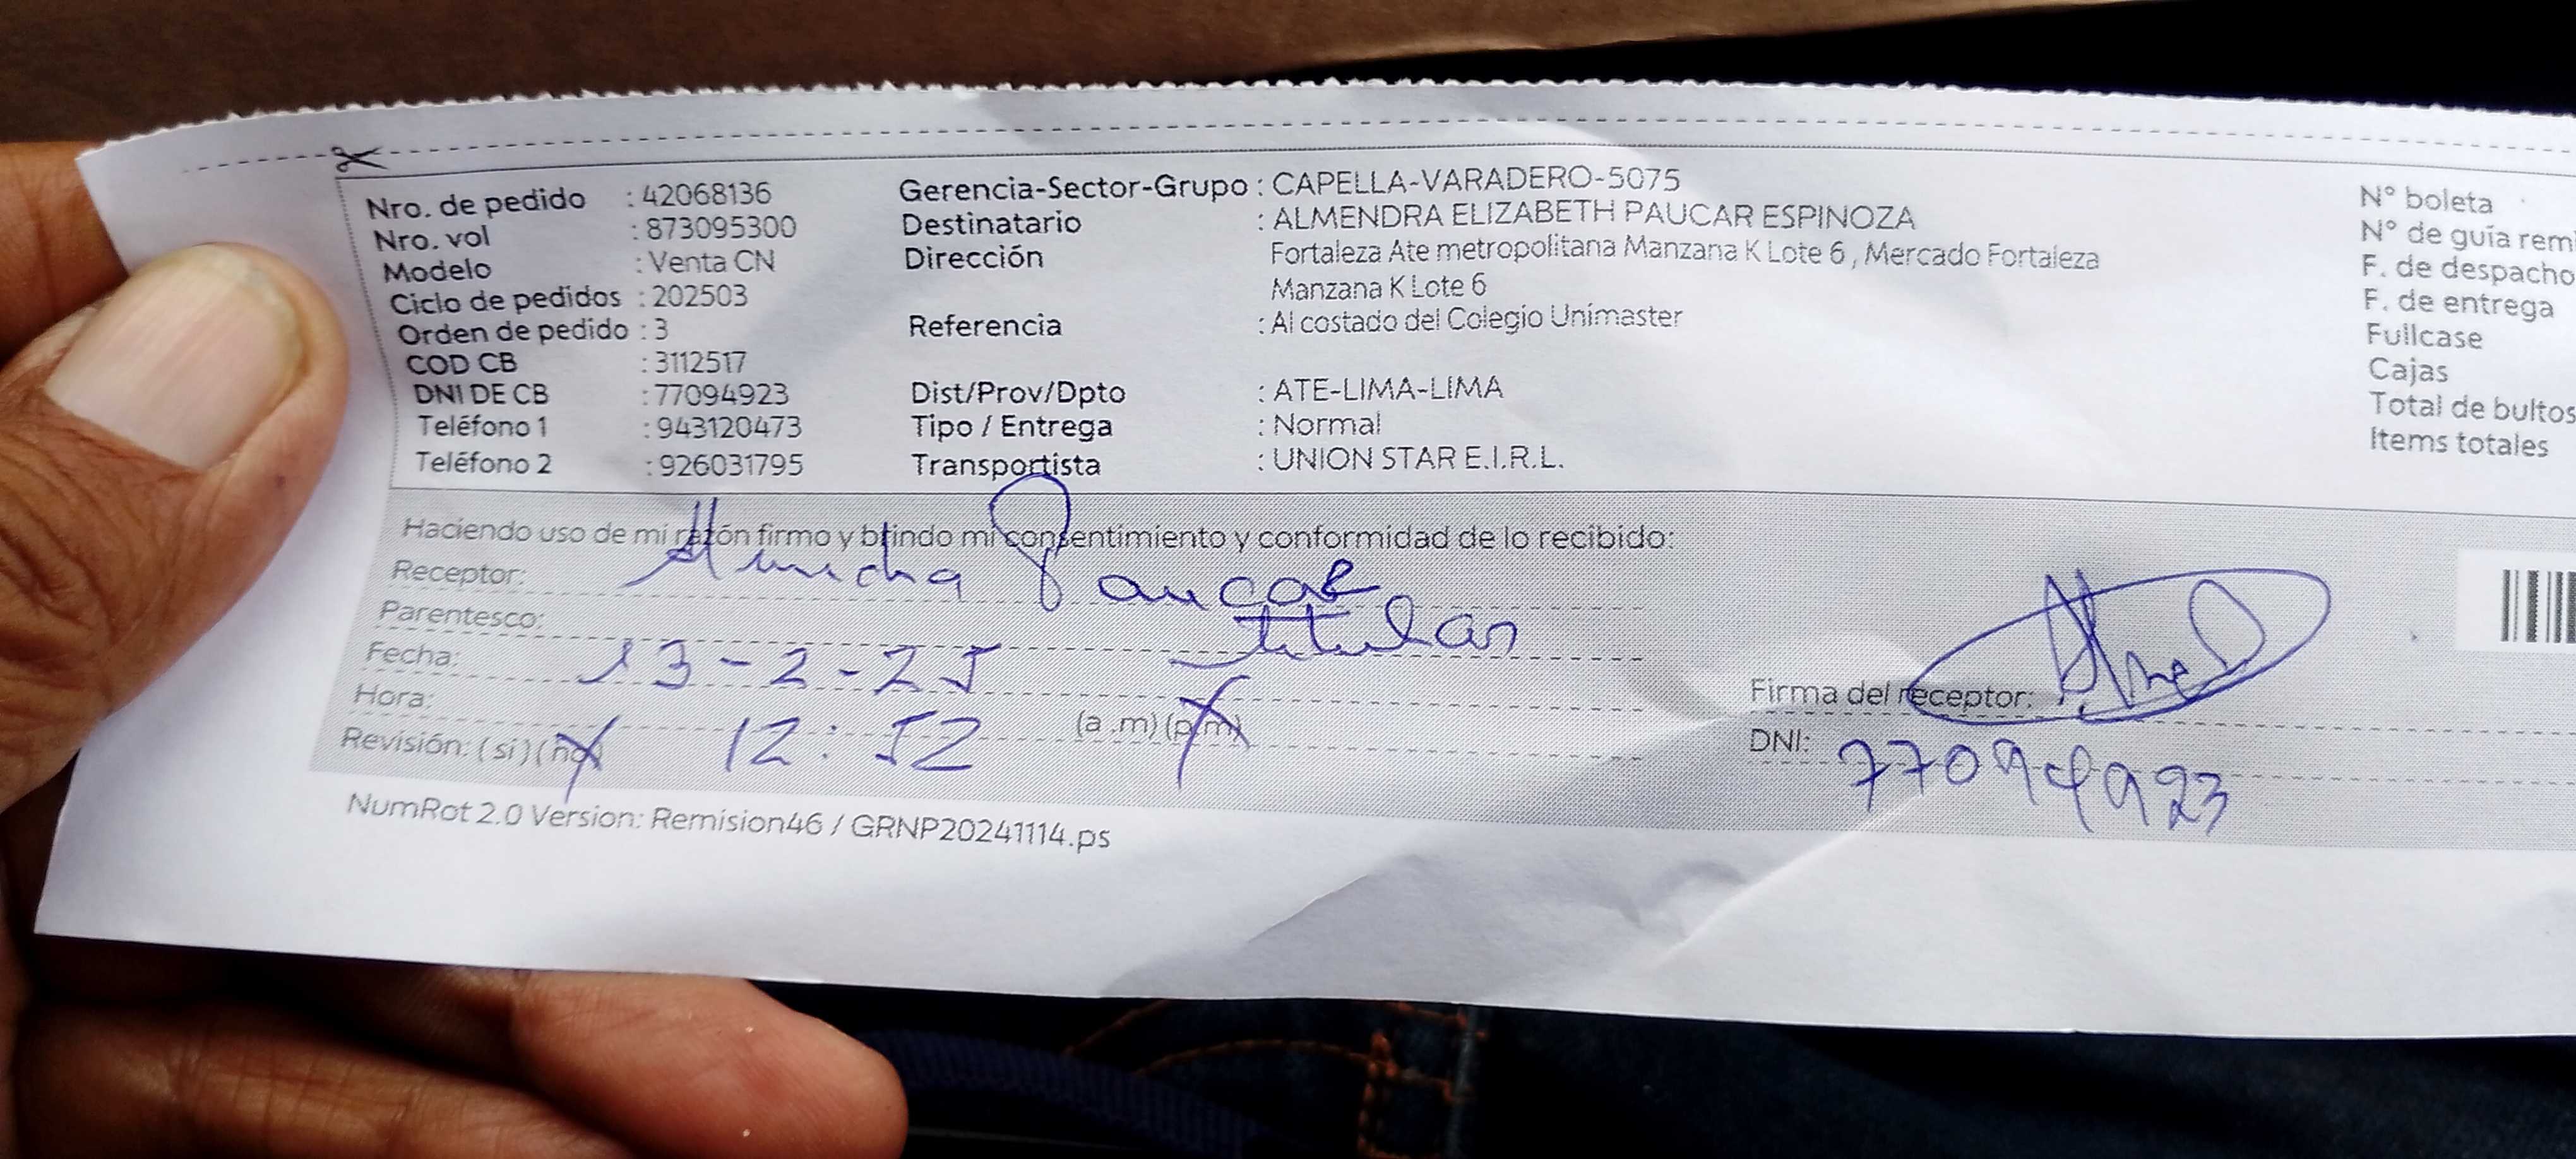 Nro. de pedido : 42068136
Nro. vol : 873095300
Modelo : Venta CN
Ciclo de pedidos : 202503
Orden de pedido : 3
COD CB : 3112517
DNI DE CB : 77094923
Teléfono 1 : 943120473
Teléfono 2 : 926031795
Gerencia-Sector-Grupo : CAPELLA-VARADERO-5075
Destinatario : ALMENDRA ELIZABETH PAUCAR ESPINOZA
Dirección Fortaleza Ate metropolitana Manzana K Lote 6 , Mercado Fortaleza
Manzana K Lote 6
Referencia : Al costado del Colegio Unimaster
Dist/Prov/Dpto : ATE-LIMA-LIMA
Tipo / Entrega : Normal
Transportista : UNION STAR E.I.R.L.
N° boleta
N° de guía
F. de despacho
F. de entrega
Fullcase
Cajas
Total de bultos
Items totales
Haciendo uso de mi razón firmo y brindo mi consentimiento y conformidad de lo recibido:
Receptor: Paucar
Parentesco: titular
Fecha: 13-2-25
Hora: 12:52 (a.m) (p.m)
Revisión: ( si ) ( no)
Firma del receptor:
DNI: 77094923
NumRot 2.0 Version: Remision46 / GRNP20241114.ps